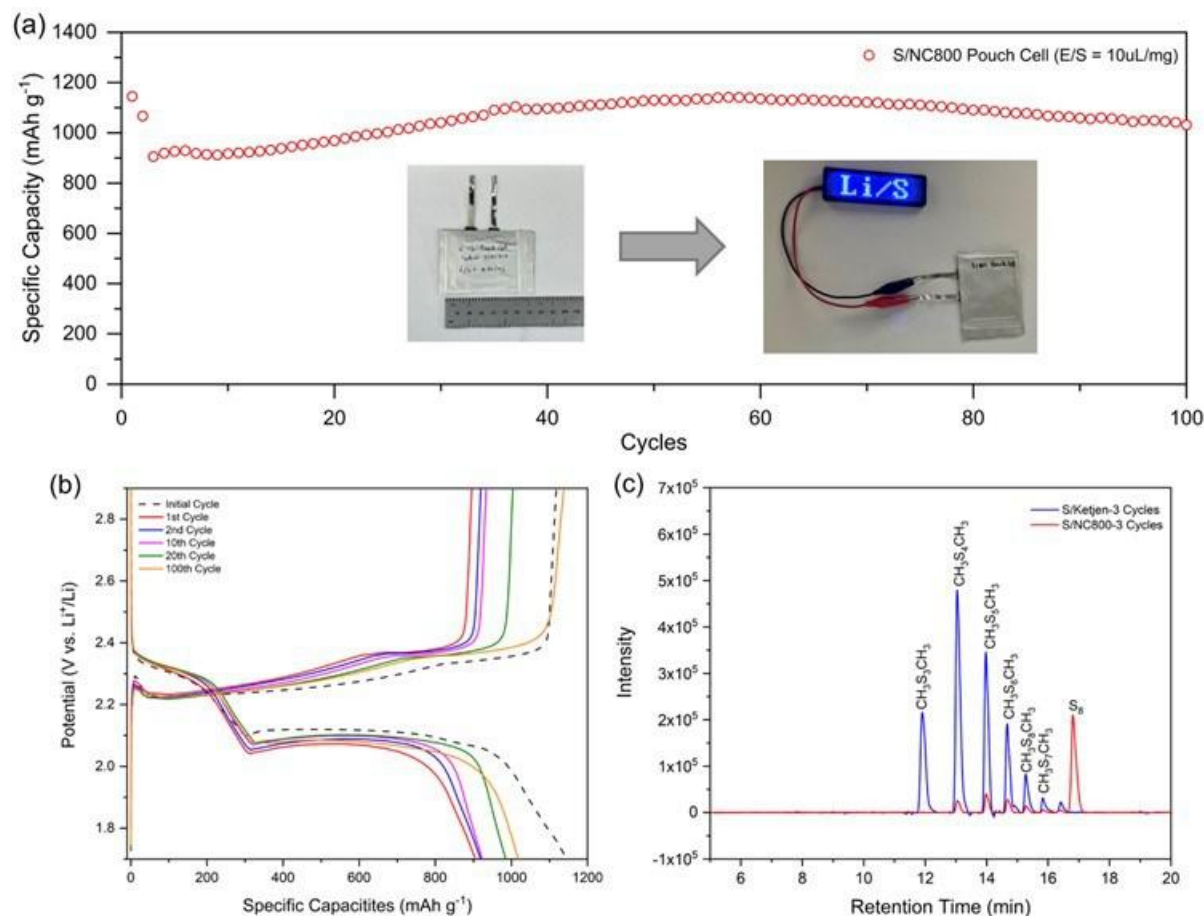 (a)
1400
1200
1000
800
600
400
200
0
Specific Capacity (mAh g⁻¹)
S/NC800 Pouch Cell (E/S = 10uL/mg)
Li/S
0 20 40 60 80 100
Cycles
(b)
Initial Cycle
1st Cycle
2nd Cycle
10th Cycle
20th Cycle
100th Cycle
2.8
2.6
2.4
2.2
2.0
1.8
Potential (V vs. Li⁺/Li)
0 200 400 600 800 1000 1200
Specific Capacitites (mAh g⁻¹)
(c)
7x10⁵
6x10⁵
5x10⁵
4x10⁵
3x10⁵
2x10⁵
1x10⁵
0
-1x10⁵
Intensity
S/Ketjen-3 Cycles
S/NC800-3 Cycles
CH₃S₃CH₃
CH₃S₄CH₃
CH₃S₅CH₃
CH₃S₆CH₃
CH₃S₈CH₃
CH₃S₇CH₃
S₈
6 8 10 12 14 16 18 20
Retention Time (min)